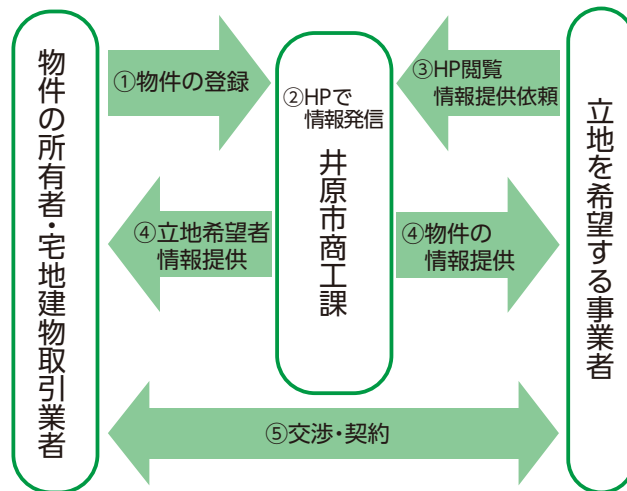 物件の所有者・宅地建物取引業者
①物件の登録
②HPで
情報発信
井原市商工課
③HP閲覧
情報提供依頼
④立地希望者
情報提供
④物件の
情報提供
⑤交渉・契約
立地を希望する事業者